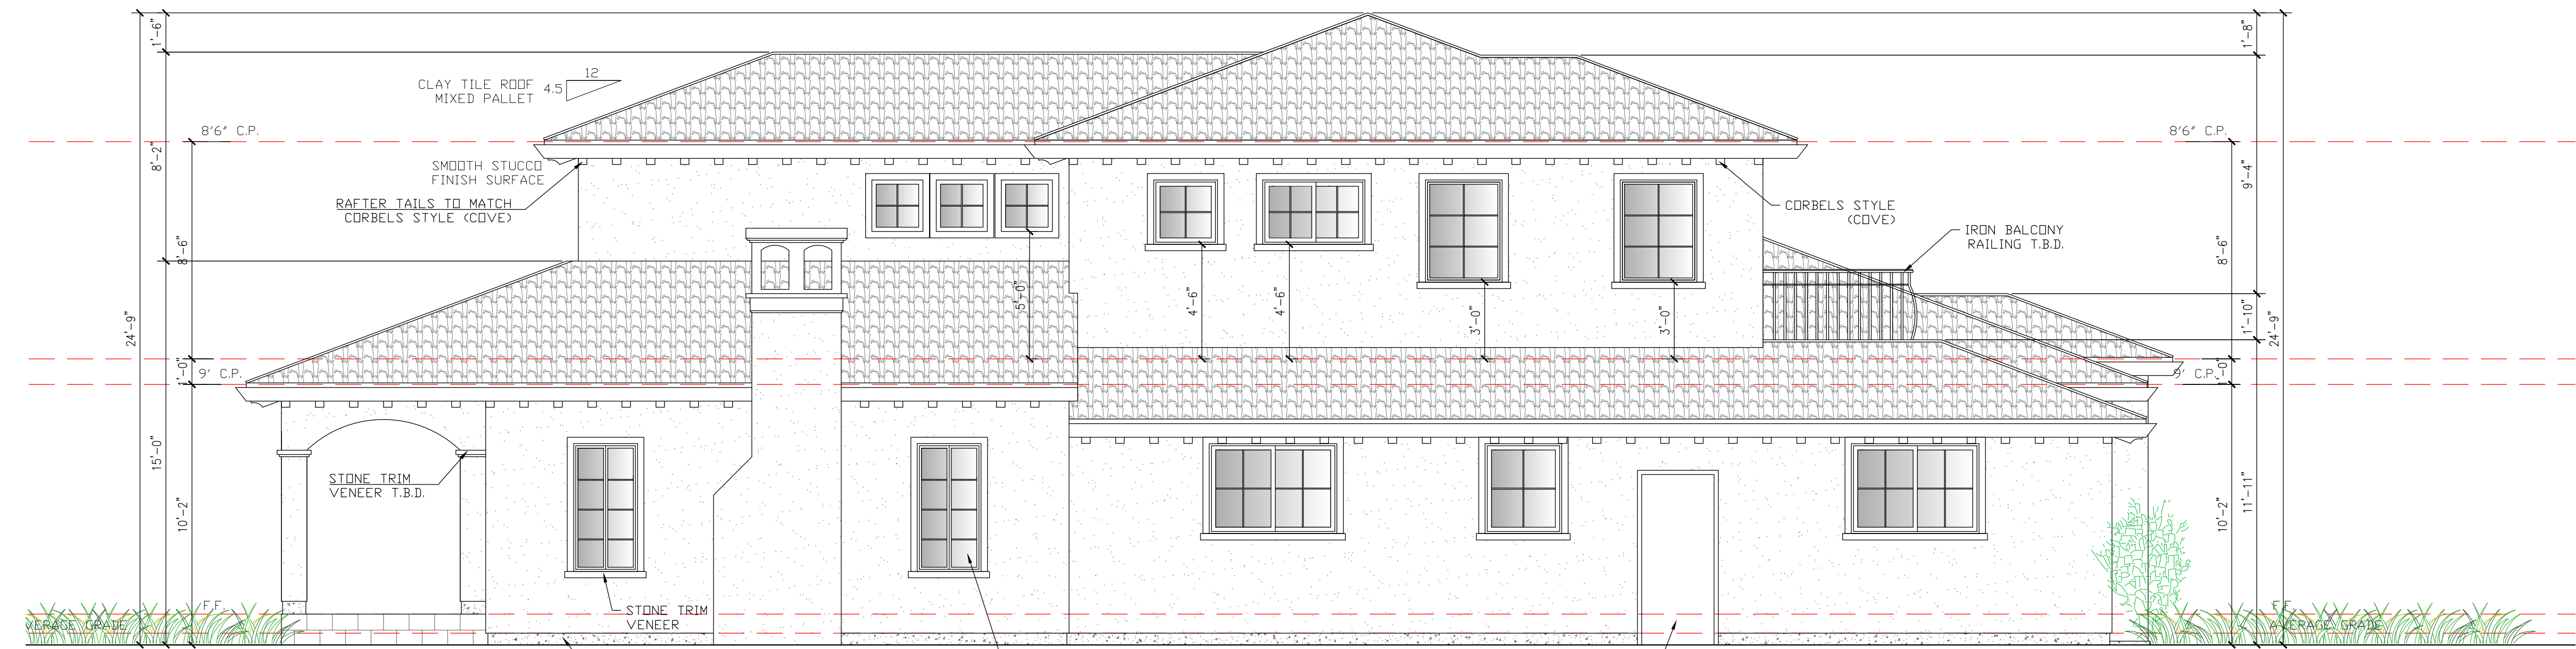 1'-6"
1'-8"
12
CLAY TILE ROOF
4.5
MIXED PALLET
8'6" C.P.
8'6" C.P.
8'-2"
SMOOTH STUCCO
FINISH SURFACE
9'-4"
RAFTER TAILS TO MATCH
CORBELS STYLE (COVE)
CORBELS STYLE
(COVE)
IRON BALCONY
RAILING T.B.D.
8'-6"
8'-6"
5'-0"
4'-6"
4'-6"
3'-0"
3'-0"
24'-9"
1'-10"
24'-9"
1'-0"
9' C.P.
9' C.P.
-0"
15'-0"
STONE TRIM
VENEER T.B.D.
10'-2"
10'-2"
11'-11"
F.F.
F.F.
STONE TRIM
VENEER
VERAGE GRADE
AVERAGE GRADE